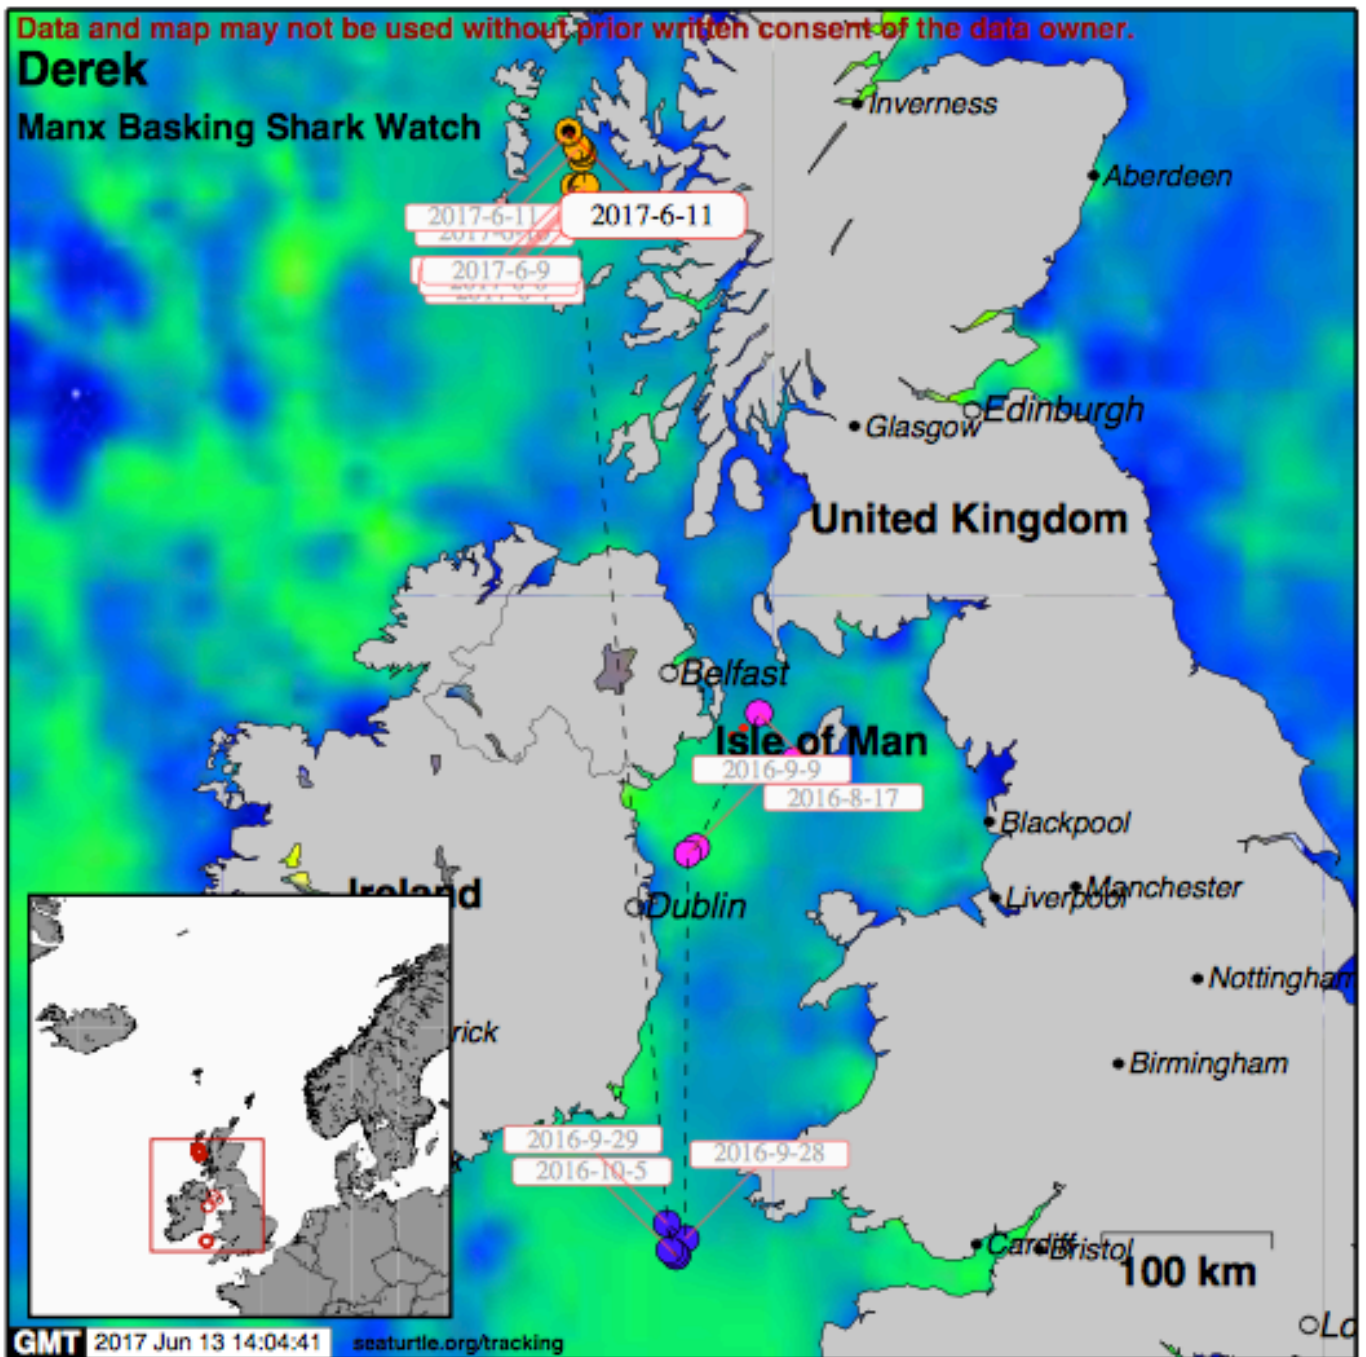 Data and map may not be used without prior written consent of the data owner.
Derek
Manx Basking Shark Watch
Inverness
Aberdeen
2017-6-11
2017-6-11
2017-6-9
Edinburgh
Glasgow
United Kingdom
Belfast
Isle of Man
2016-9-9
2016-8-17
Blackpool
Manchester
Liverpool
Ireland
Dublin
Nottingham
rick
Birmingham
2016-9-29
2016-9-28
2016-10-5
Cardiff
Bristol
100 km
Lo
GMT 2017 Jun 13 14:04:41 seaturtle.org/tracking